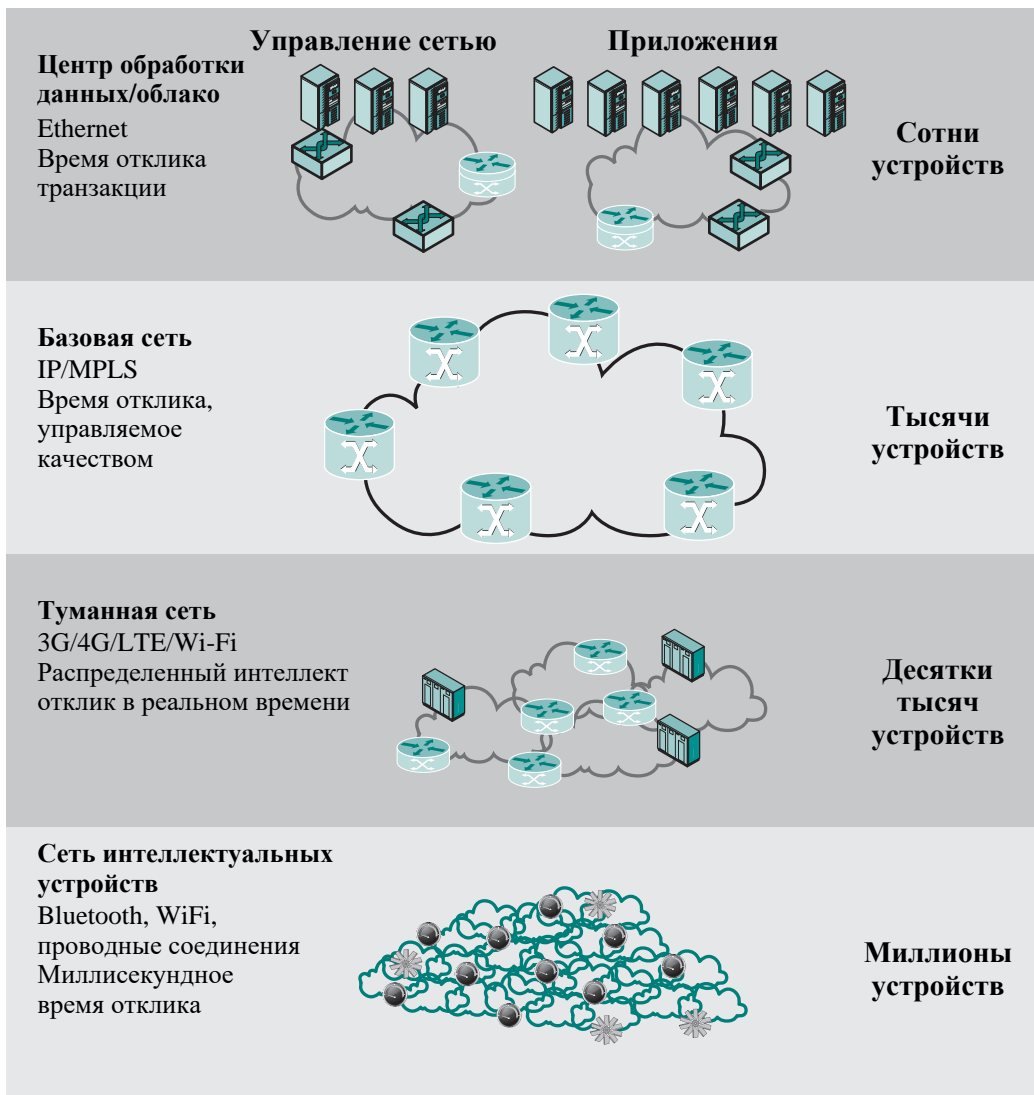 Управление сетью
Приложения
Центр обработки
данных/облако
Ethernet
Время отклика
транзакции
Сотни
устройств
Базовая сеть
IP/MPLS
Время отклика,
управляемое
качеством
Тысячи
устройств
Туманная сеть
3G/4G/LTE/Wi-Fi
Распределенный интеллект
отклик в реальном времени
Десятки
тысяч
устройств
Сеть интеллектуальных
устройств
Bluetooth, WiFi,
проводные соединения
Миллисекундное
время отклика
Миллионы
устройств